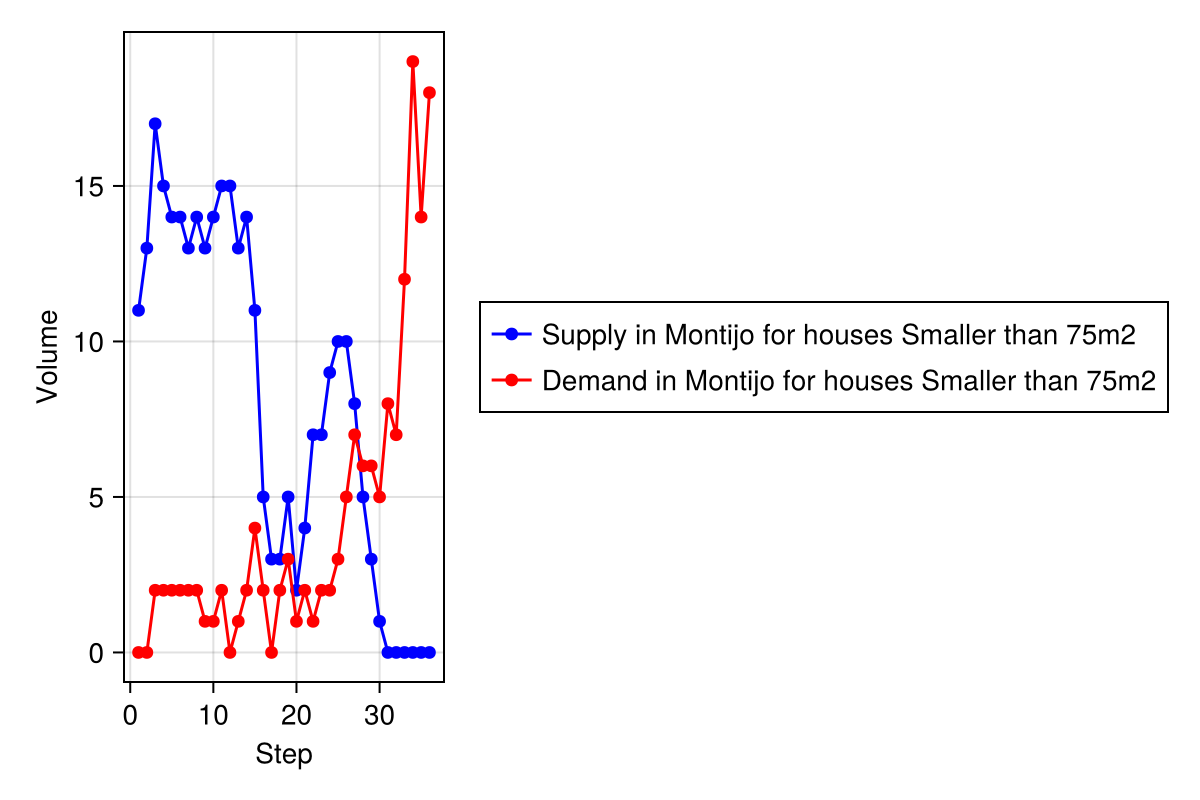 15
10
5
0
Volume
0 10 20 30
Step
Supply in Montijo for houses Smaller than 75m2
Demand in Montijo for houses Smaller than 75m2